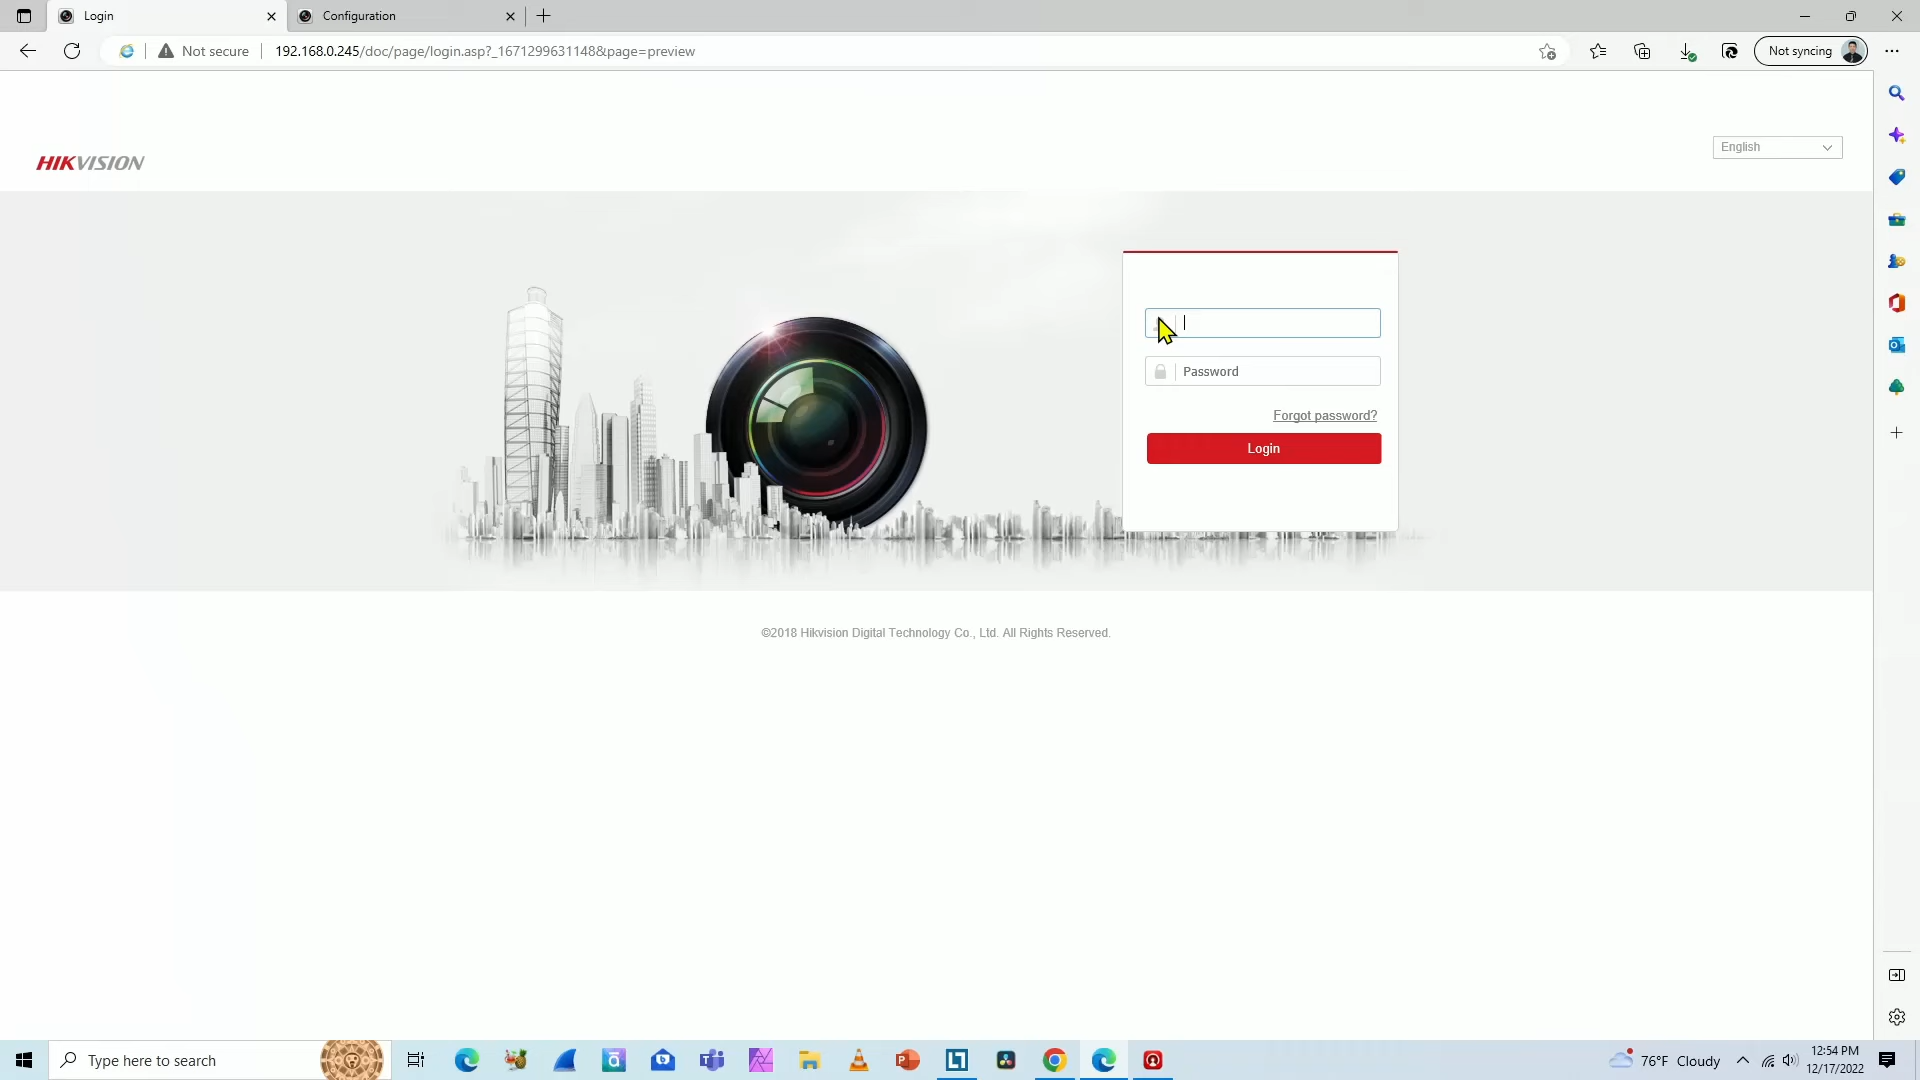 Login
Configuration
Not secure
192.168.0.245/doc/page/login.asp?_1671299631148&page=preview
Not syncing
HIKVISION
English
Password
Forgot password?
Login
©2018 Hikvision Digital Technology Co., Ltd. All Rights Reserved.
Type here to search
76°F Cloudy
12:54 PM
12/17/2022